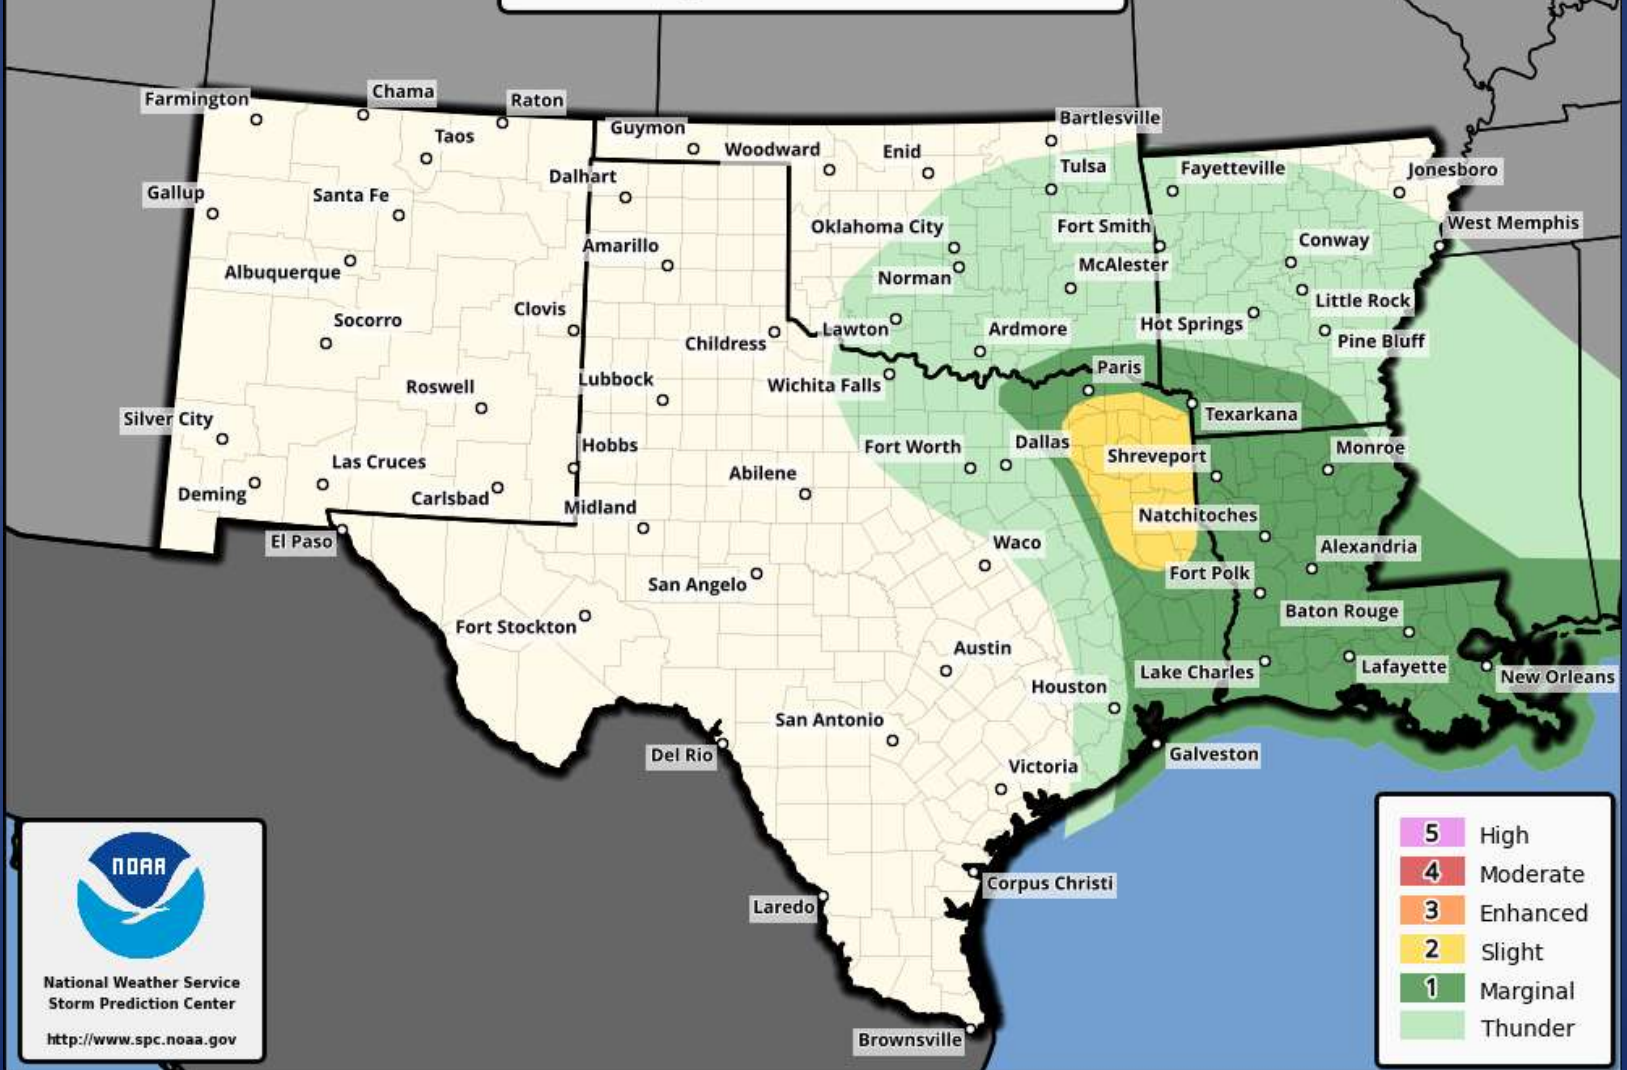 Farmington
Chama
Raton
Taos
Guymon
Woodward
Enid
Bartlesville
Tulsa
Fayetteville
Jonesboro
Gallup
Santa Fe
Dalhart
Oklahoma City
Fort Smith
West Memphis
Albuquerque
Amarillo
Norman
McAlester
Conway
Little Rock
Socorro
Clovis
Childress
Lawton
Ardmore
Hot Springs
Pine Bluff
Roswell
Lubbock
Wichita Falls
Paris
Texarkana
Silver City
Las Cruces
Hobbs
Fort Worth
Dallas
Shreveport
Monroe
Deming
Carlsbad
Midland
Abilene
Natchitoches
El Paso
San Angelo
Waco
Fort Polk
Alexandria
Fort Stockton
Austin
Baton Rouge
Lake Charles
Lafayette
New Orleans
Houston
San Antonio
Del Rio
Victoria
Galveston
Corpus Christi
Laredo
Brownsville
NOAA
National Weather Service
Storm Prediction Center
http://www.spc.noaa.gov
5 High
4 Moderate
3 Enhanced
2 Slight
1 Marginal
Thunder